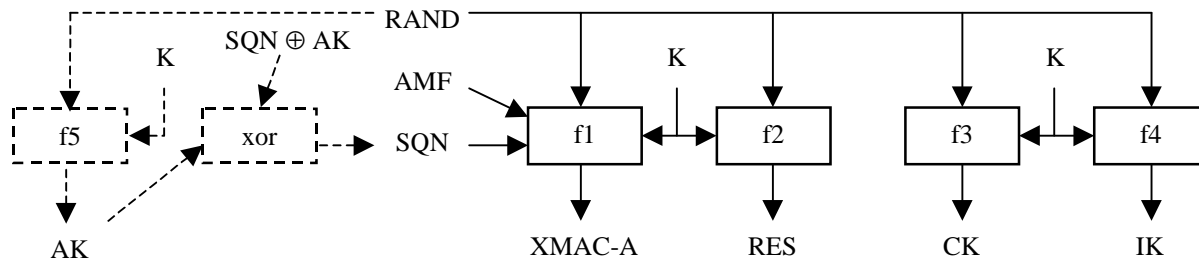 RAND
SQN ⊕ AK
K
K
K
AMF
f5
xor
SQN
f1
f2
f3
f4
AK
XMAC-A
RES
CK
IK